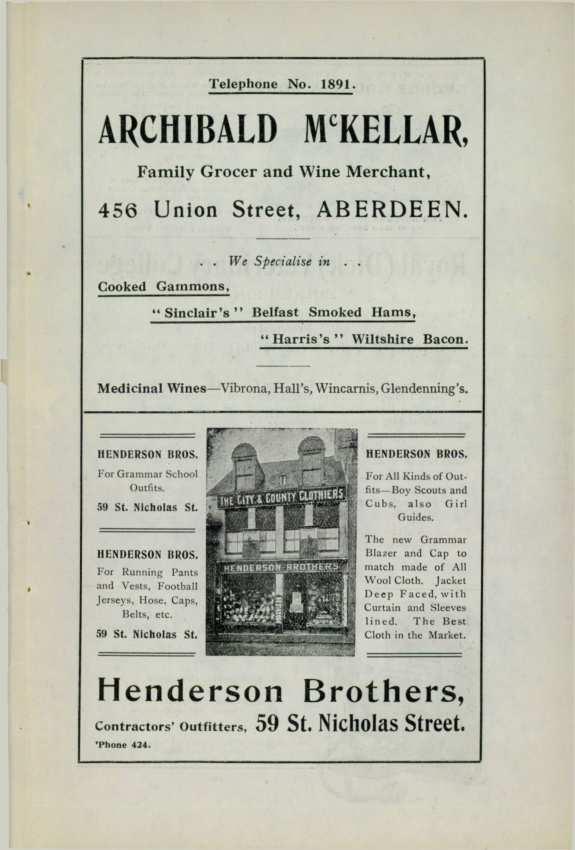 Telephone No. 1891.
ARCHIBALD McKELLAR,
Family Grocer and Wine Merchant,
456 Union Street, ABERDEEN.
. . We Specialise in . .
Cooked Gammons,
"Sinclair's" Belfast Smoked Hams,
"Harris's" Wiltshire Bacon.
Medicinal Wines—Vibrona, Hall's, Wincarnis, Glendenning's.
HENDERSON BROS.
For Grammar School
Outfits.
59 St. Nicholas St.
HENDERSON BROS.
For Running Pants
and Vests, Football
Jerseys, Hose, Caps,
Belts, etc.
59 St. Nicholas St.
THE CITY & COUNTY CLOTHIERS
HENDERSON BROTHERS
HENDERSON BROS.
For All Kinds of Out-
fits—Boy Scouts and
Cubs, also Girl
Guides.
The new Grammar
Blazer and Cap to
match made of All
Wool Cloth. Jacket
Deep Faced, with
Curtain and Sleeves
lined. The Best
Cloth in the Market.
Henderson Brothers,
Contractors' Outfitters, 59 St. Nicholas Street.
'Phone 424.